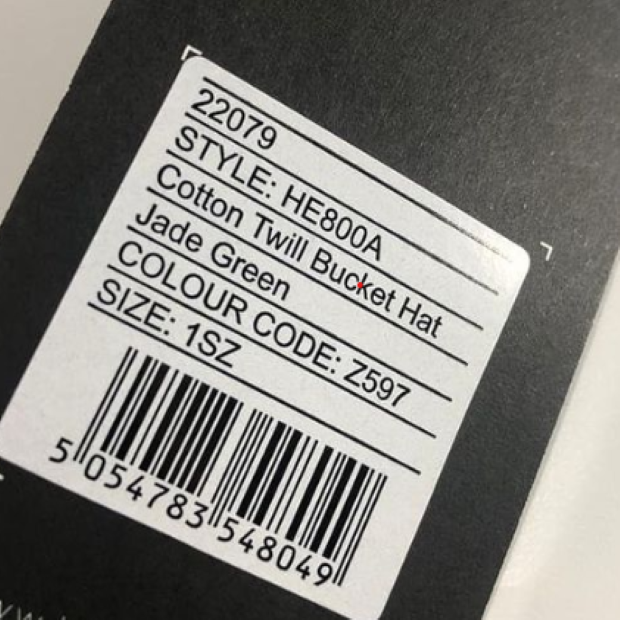 22079
STYLE: HE800A
Cotton Twill Bucket Hat
Jade Green
COLOUR CODE: Z597
SIZE: 1SZ
5 054783 548049